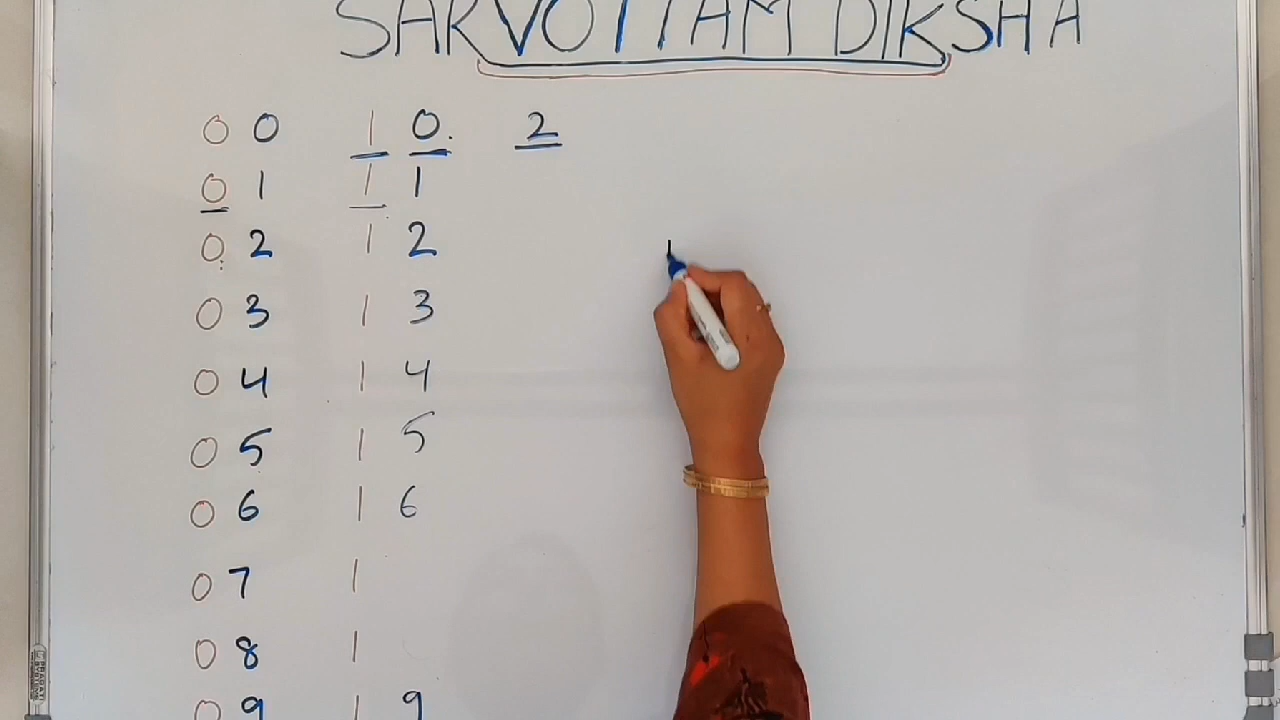 SARVOTTAM DIKSHA
0 0 1 0. 2
0 1 1 1
0 2 1 2
0 3 1 3
0 4 1 4
0 5 1 5
0 6 1 6
0 7 1
0 8 1
0 9 1 9